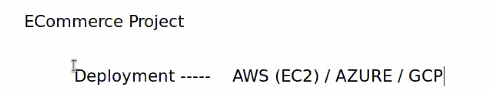 ECommerce Project
Deployment ----- AWS (EC2) / AZURE / GCP